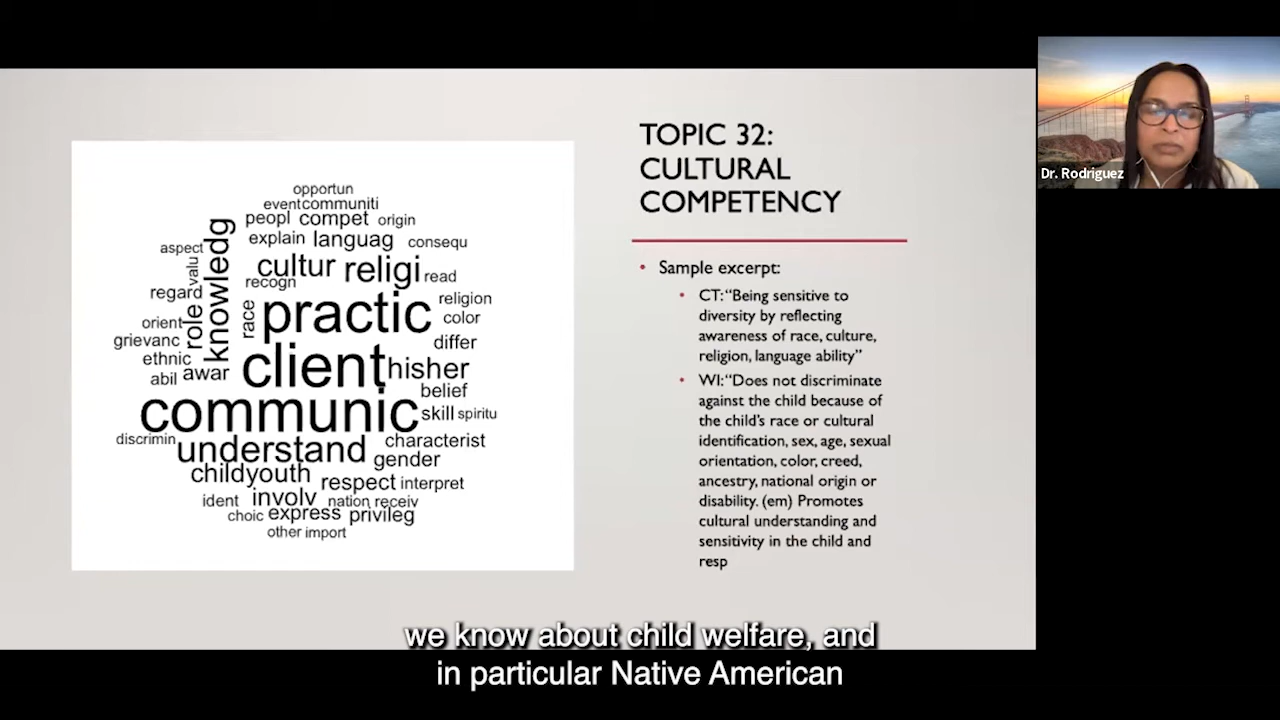 TOPIC 32:
CULTURAL
COMPETENCY
• Sample excerpt:
• CT: “Being sensitive to
diversity by reflecting
awareness of race, culture,
religion, language ability”
• WI: “Does not discriminate
against the child because of
the child’s race or cultural
identification, sex, age, sexual
orientation, color, creed,
ancestry, national origin or
disability. (em) Promotes
cultural understanding and
sensitivity in the child and
resp
opportun
event communiti
peopl compet origin
explain languag consequ
aspect
valu
knowledg
cultur religi read
recogn
regard
religion
race
practic
color
orient
role
grievanc
differ
ethnic
client hisher
abil awar
belief
communic skill spiritu
discrimin
understand characterist
gender
childyouth
respect interpret
ident involv nation receiv
choic express privileg
other import
Dr. Rodriguez
we know about child welfare, and
in particular Native American